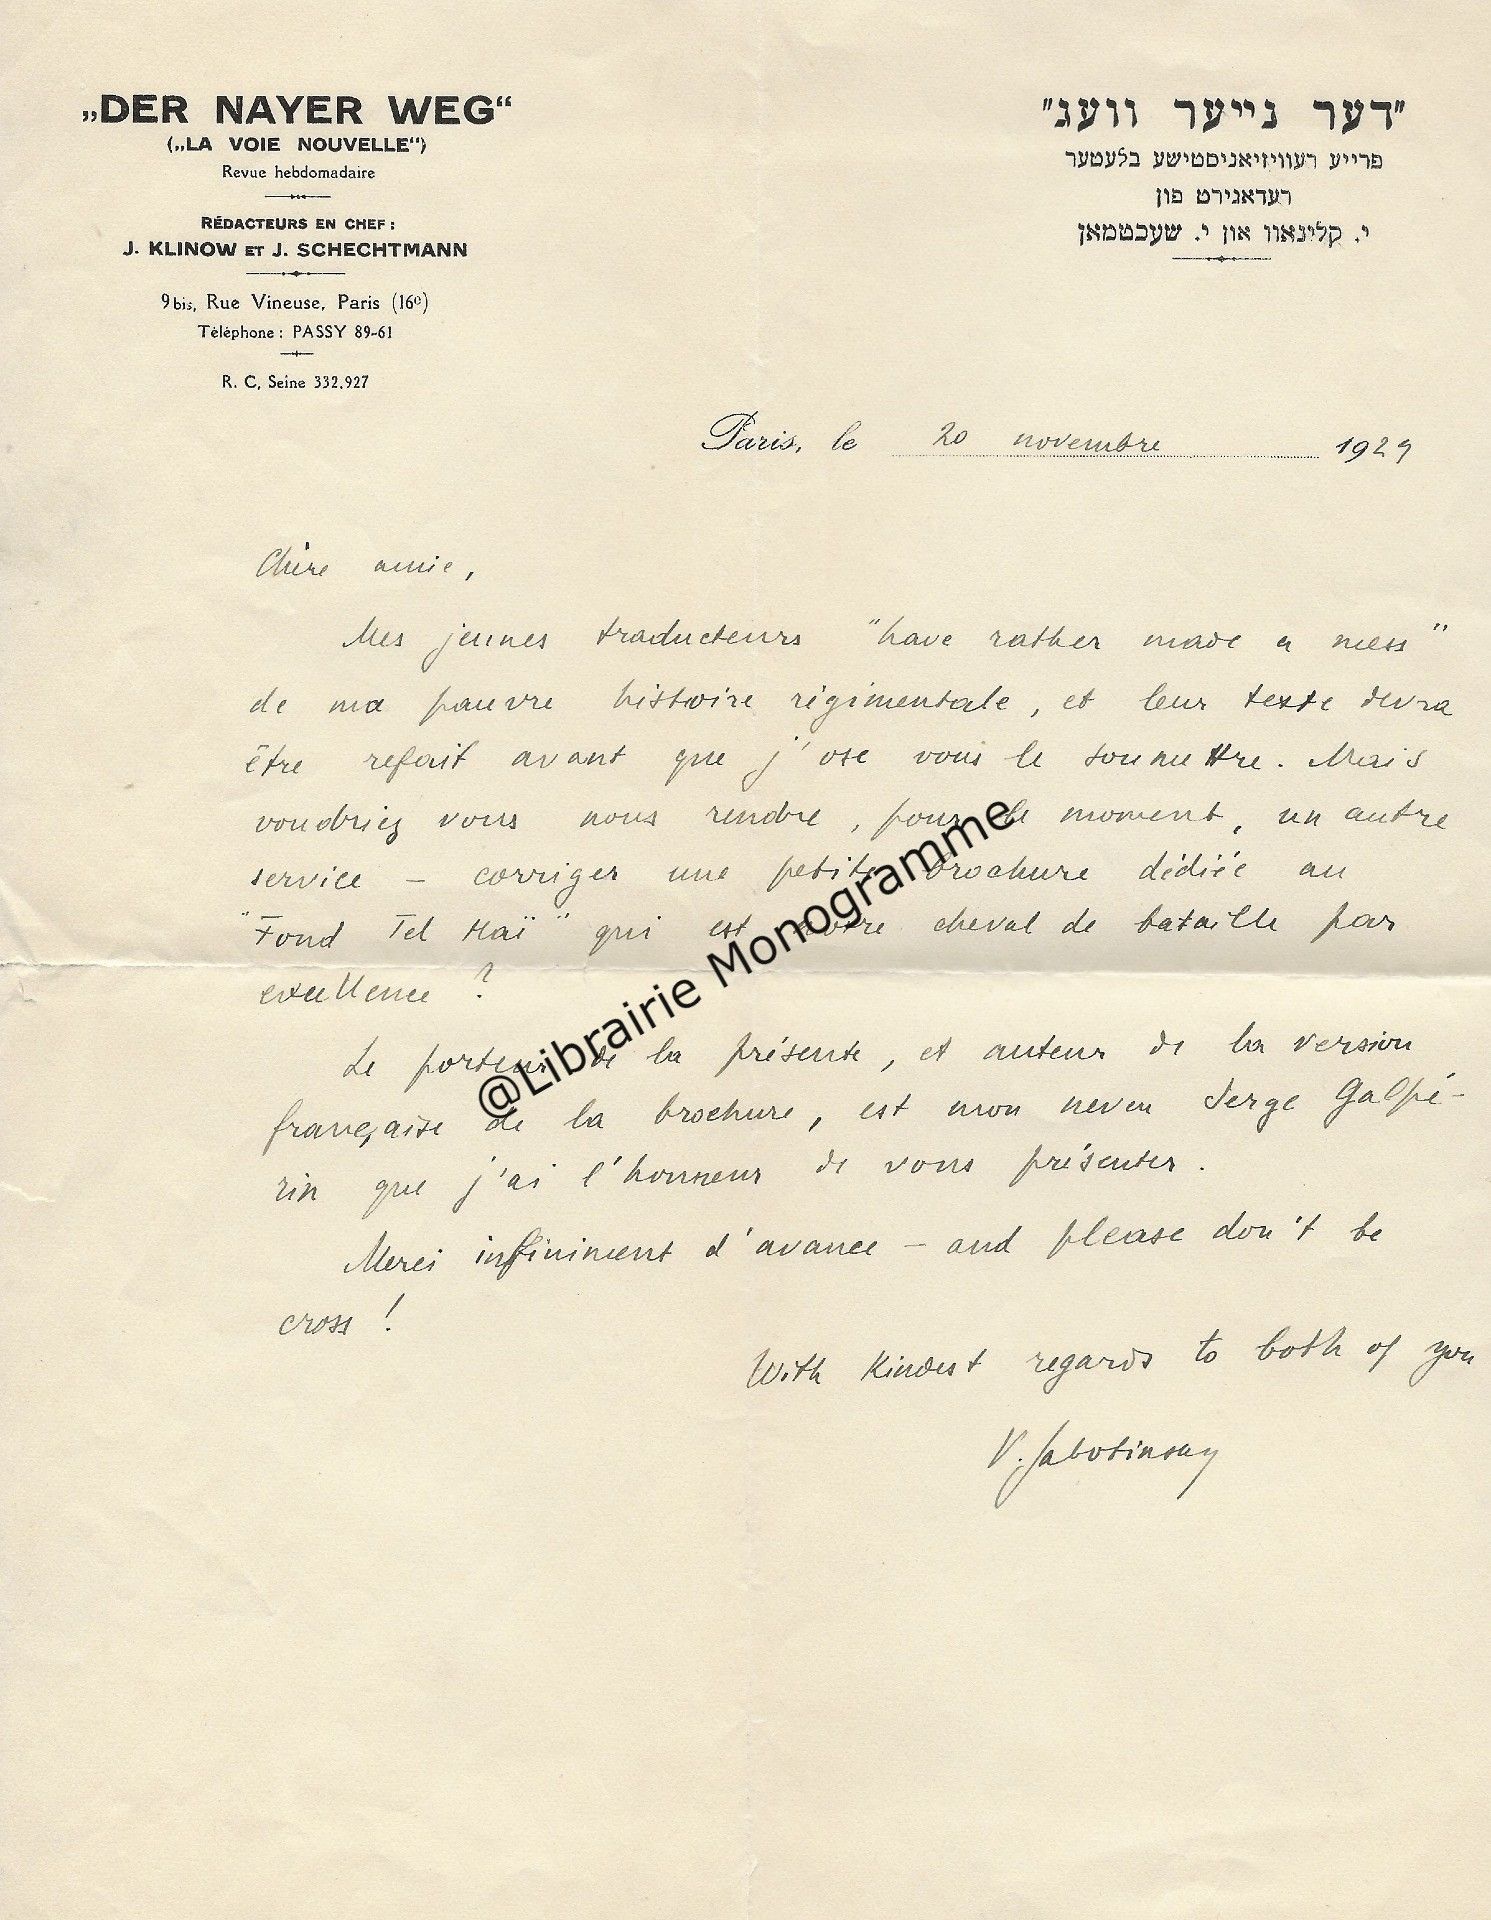 „DER NAYER WEG“
(„LA VOIE NOUVELLE“)
Revue hebdomadaire
RÉDACTEURS EN CHEF :
J. KLINOW ET J. SCHECHTMANN
9 bis, Rue Vineuse, Paris (16e)
Téléphone : PASSY 89-61
R. C. Seine 332.927
"דער נייער וועג"
פרייע רעוויזיאניסטישע בלעטער
רעדאגירט פון
י. קלינאוו און י. שעכטמאן
Paris, le 20 novembre 1929
Chère amie,
Mes jeunes traducteurs "have rather made a mess"
de ma pauvre histoire régimentale, et leur texte devra
être refait avant que j'ose vous le soumettre. Mais
voudriez vous nous rendre, pour le moment, un autre
service — corriger une petite brochure dédiée au
"Fond Tel Haï" qui est notre cheval de bataille par
excellence ?
Le porteur de la présente, et auteur de la version
française de la brochure, est mon neveu Serge Galpé-
rin que j'ai l'honneur de vous présenter.
Merci infiniment d'avance — and please don't be
cross !
With kindest regards to both of you
V. Jabotinsky
@Librairie Monogramme